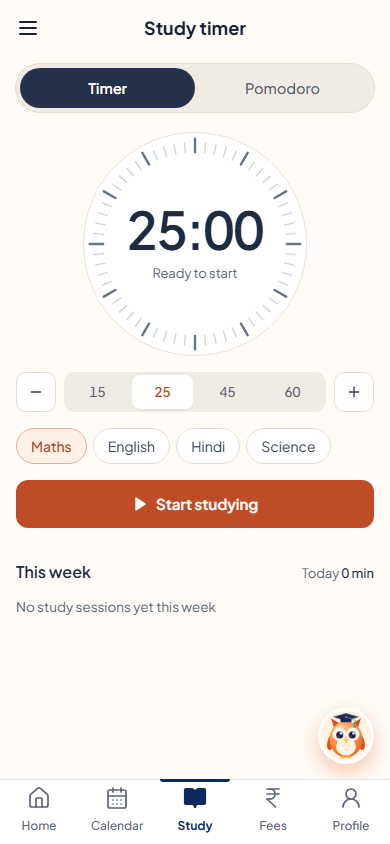 Study timer
Timer Pomodoro
25:00
Ready to start
− 15 25 45 60 +
Maths English Hindi Science
Start studying
This week Today 0 min
No study sessions yet this week
Home Calendar Study Fees Profile